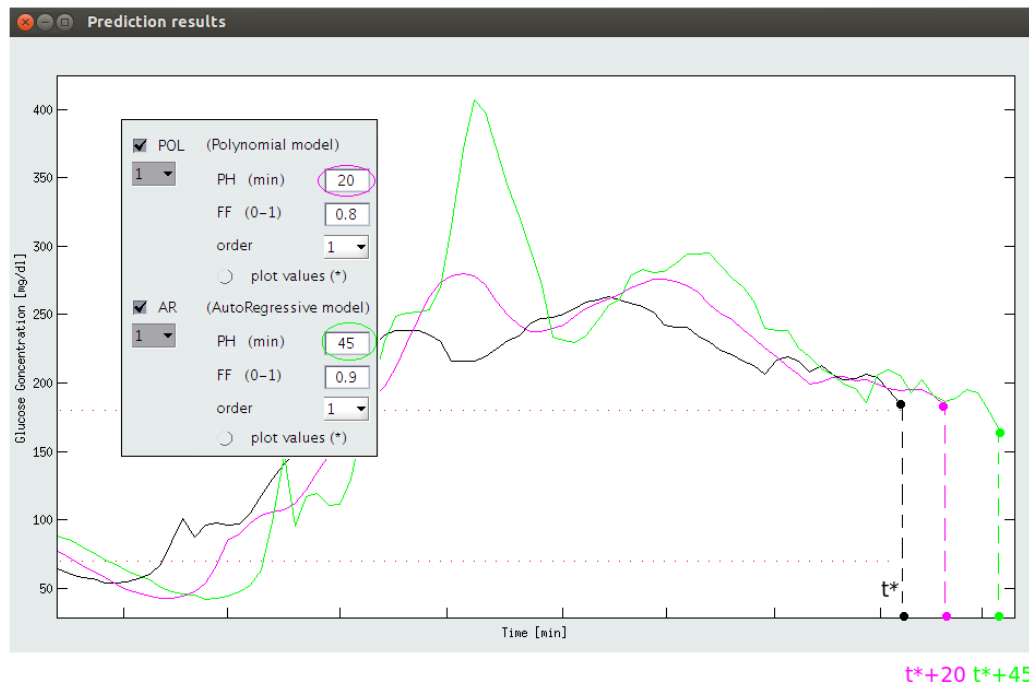 Prediction results
400
350
300
250
200
150
100
50
Glucose Goncentration [mg/dl]
POL (Polynomial model)
1
PH (min) 20
FF (0-1) 0.8
order 1
plot values (*)
AR (AutoRegressive model)
1
PH (min) 45
FF (0-1) 0.9
order 1
plot values (*)
t*
Time [min]
t*+20 t*+45